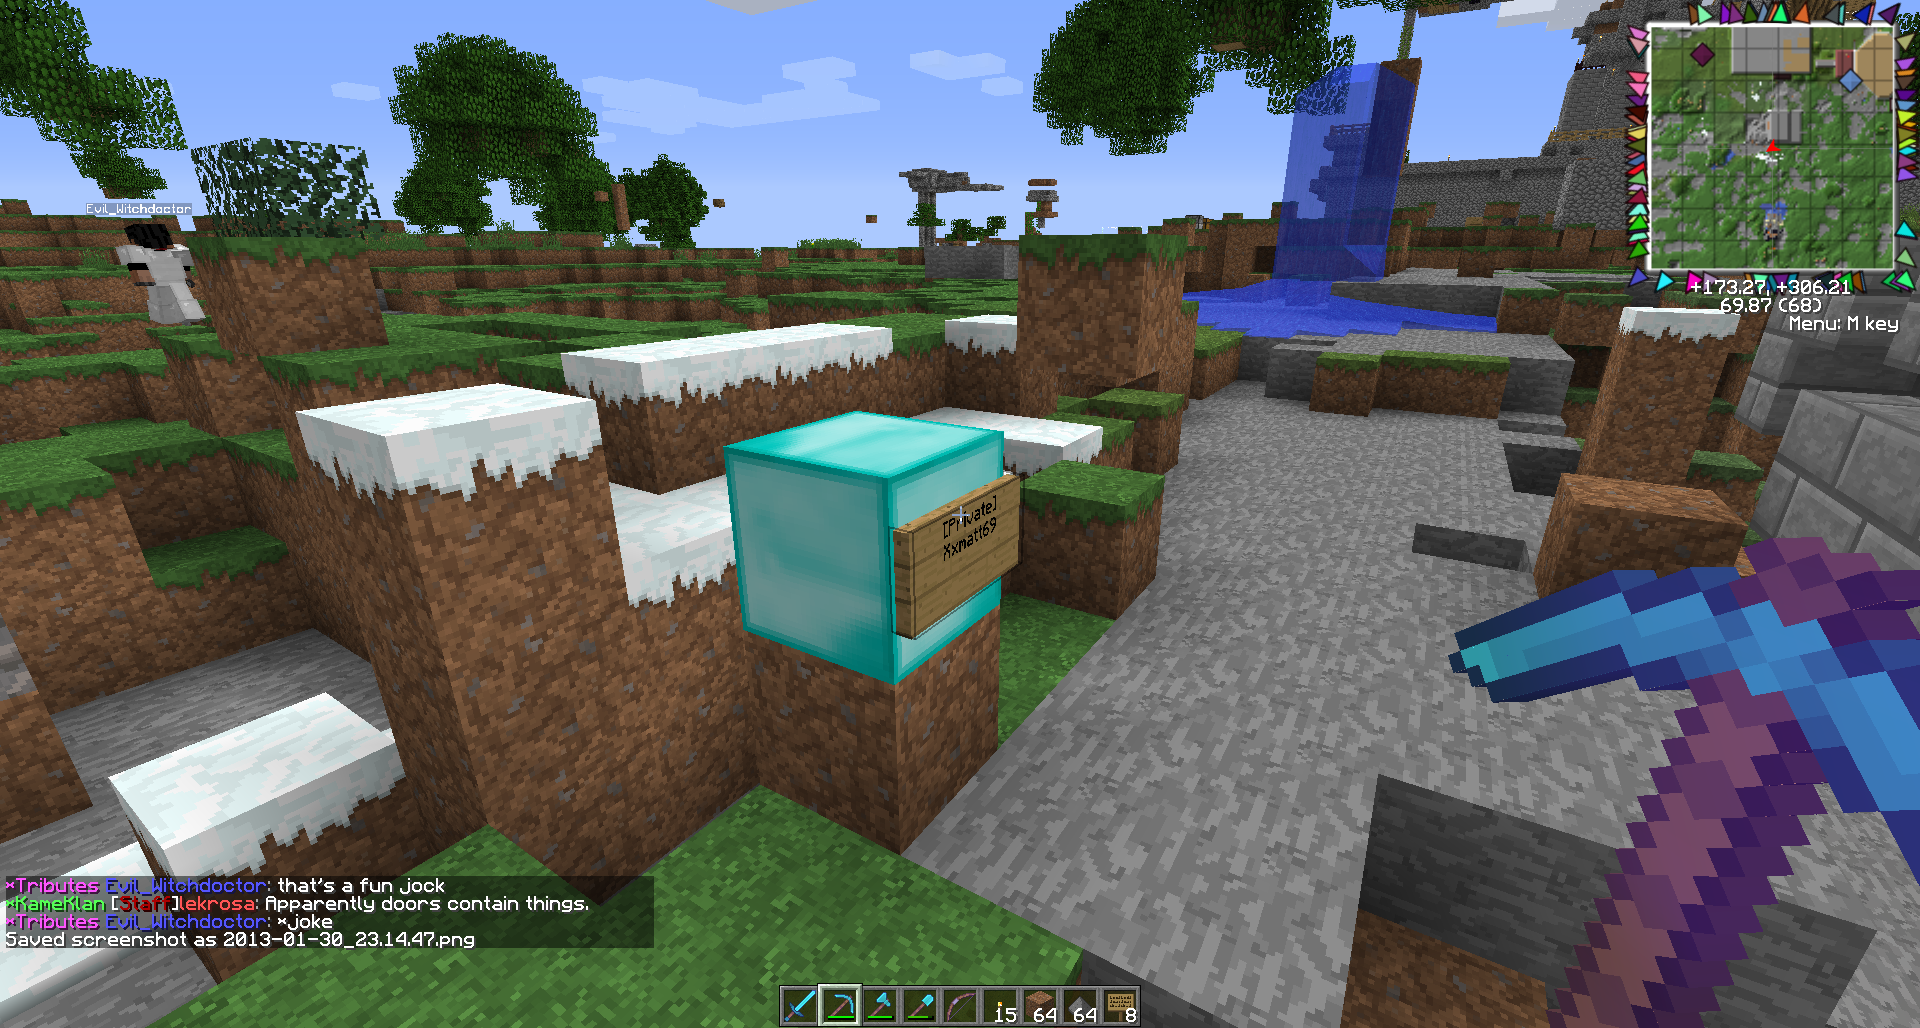 Evil_Witchdoctor
+173.27, +306.21
69.87 (68)
Menu: M key
[Private]
Xxmatt69
*Tributes Evil_Witchdoctor: that's a fun jock
*KameKlan [Staff]lekrosa: Apparently doors contain things.
*Tributes Evil_Witchdoctor: *joke
Saved screenshot as 2013-01-30_23.14.47.png
15 64 64 8